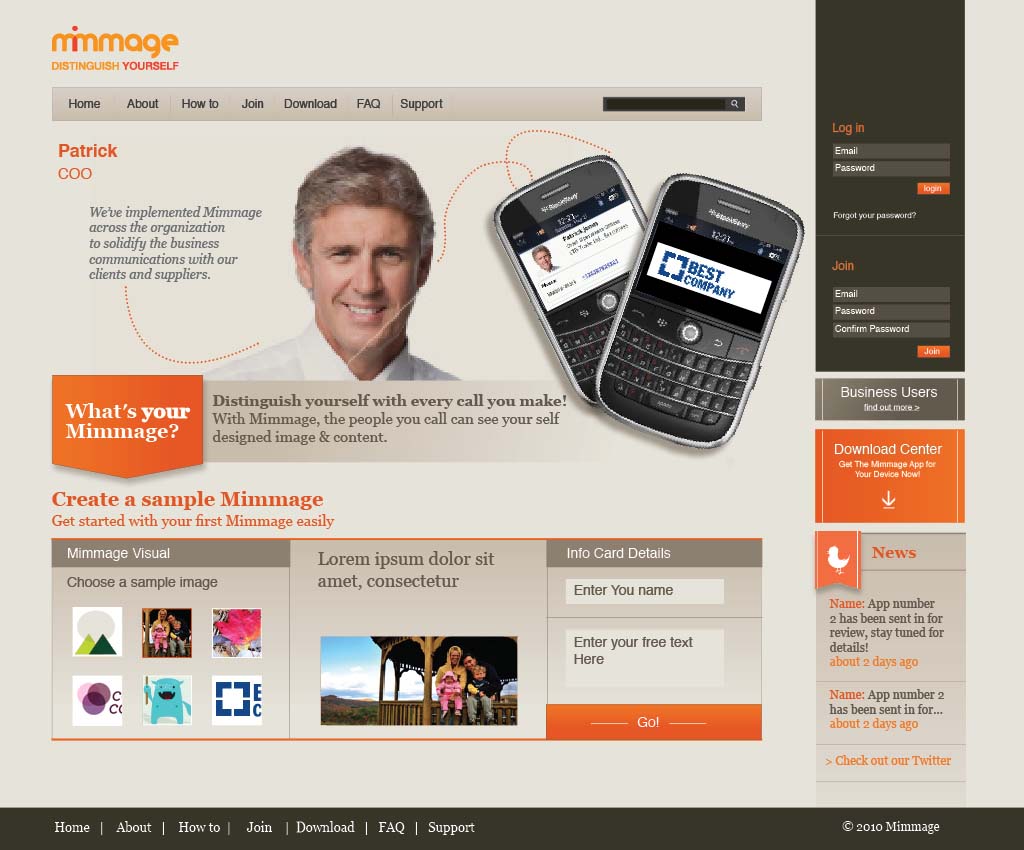 mimmage
DISTINGUISH YOURSELF
Home About How to Join Download FAQ Support
Patrick
COO
We've implemented Mimmage
across the organization
to solidify the business
communications with our
clients and suppliers.
BlackBerry
12:21
Patrick Jones
BlackBerry
12:21
BEST
COMPANY
What's your
Mimmage?
Distinguish yourself with every call you make!
With Mimmage, the people you call can see your self
designed image & content.
Create a sample Mimmage
Get started with your first Mimmage easily
Mimmage Visual
Choose a sample image
Lorem ipsum dolor sit
amet, consectetur
Info Card Details
Enter You name
Enter your free text
Here
Go!
Log in
Email
Password
login
Forgot your password?
Join
Email
Password
Confirm Password
Join
Business Users
find out more >
Download Center
Get The Mimmage App for
Your Device Now!
News
Name: App number
2 has been sent in for
review, stay tuned for
details!
about 2 days ago
Name: App number 2
has been sent in for...
about 2 days ago
> Check out our Twitter
Home | About | How to | Join | Download | FAQ | Support
© 2010 Mimmage